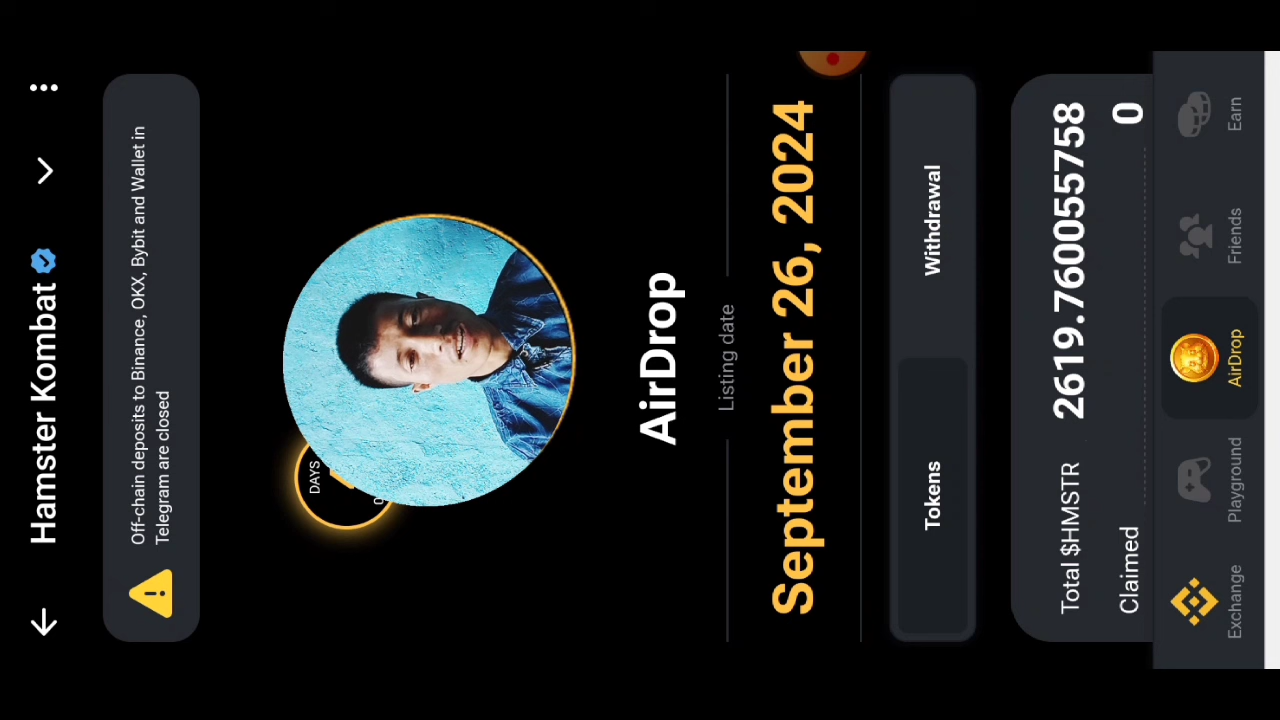 Hamster Kombat
Off-chain deposits to Binance, OKX, Bybit and Wallet in
Telegram are closed
DAYS
AirDrop
Listing date
September 26, 2024
Tokens
Withdrawal
Total $HMSTR
2619.760055758
Claimed
0
Exchange
Playground
AirDrop
Friends
Earn